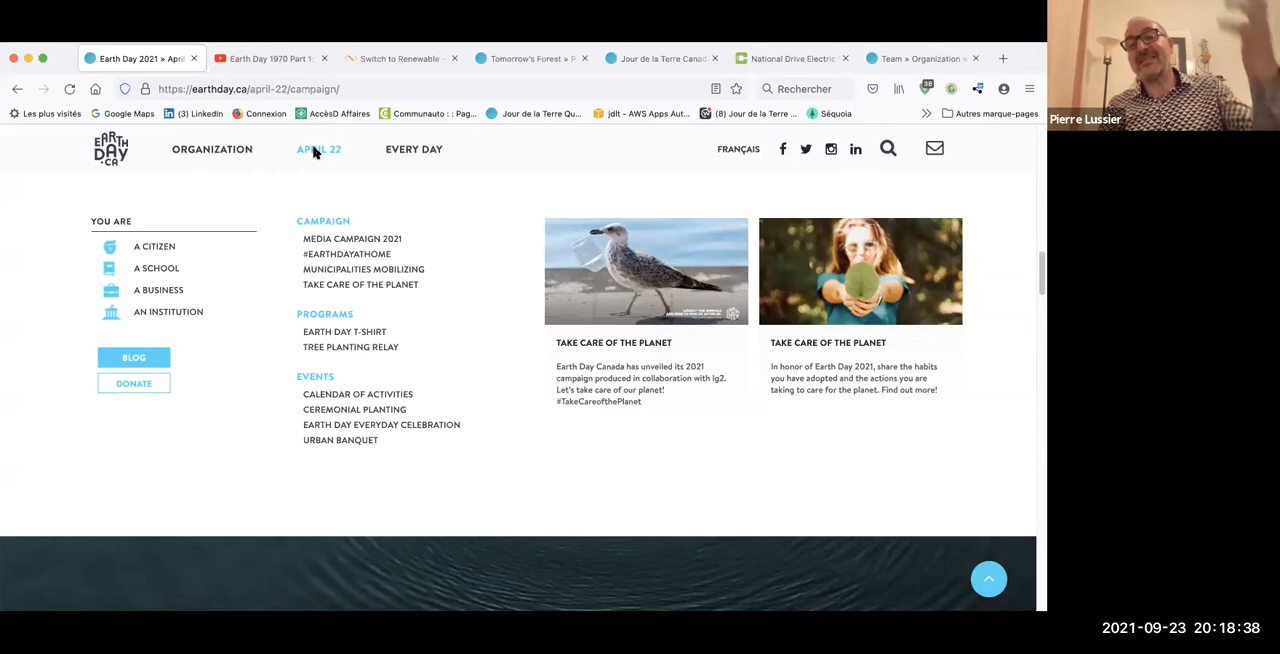 Earth Day 2021 » April
Earth Day 1970 Part 1:
Switch to Renewable -
Tomorrow's Forest » P
Jour de la Terre Canad
National Drive Electric
Team » Organization »
https://earthday.ca/april-22/campaign/
Rechercher
38
Les plus visités
Google Maps
(3) LinkedIn
Connexion
AccèsD Affaires
Communauto : : Pag...
Jour de la Terre Qu...
jdlt - AWS Apps Aut...
(8) Jour de la Terre ...
Séquoia
Autres marque-pages
Pierre Lussier
EARTH
DAY
.CA
ORGANIZATION
APRIL 22
EVERY DAY
FRANÇAIS
YOU ARE
A CITIZEN
A SCHOOL
A BUSINESS
AN INSTITUTION
BLOG
DONATE
CAMPAIGN
MEDIA CAMPAIGN 2021
#EARTHDAYATHOME
MUNICIPALITIES MOBILIZING
TAKE CARE OF THE PLANET
PROGRAMS
EARTH DAY T-SHIRT
TREE PLANTING RELAY
EVENTS
CALENDAR OF ACTIVITIES
CEREMONIAL PLANTING
EARTH DAY EVERYDAY CELEBRATION
URBAN BANQUET
TAKE CARE OF THE PLANET
Earth Day Canada has unveiled its 2021
campaign produced in collaboration with lg2.
Let's take care of our planet!
#TakeCareofthePlanet
TAKE CARE OF THE PLANET
In honor of Earth Day 2021, share the habits
you have adopted and the actions you are
taking to care for the planet. Find out more!
2021-09-23 20:18:38